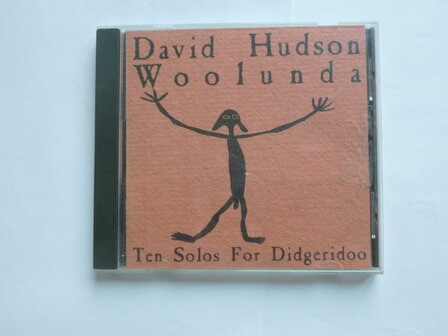 David Hudson
Woolunda
Ten Solos For Didgeridoo